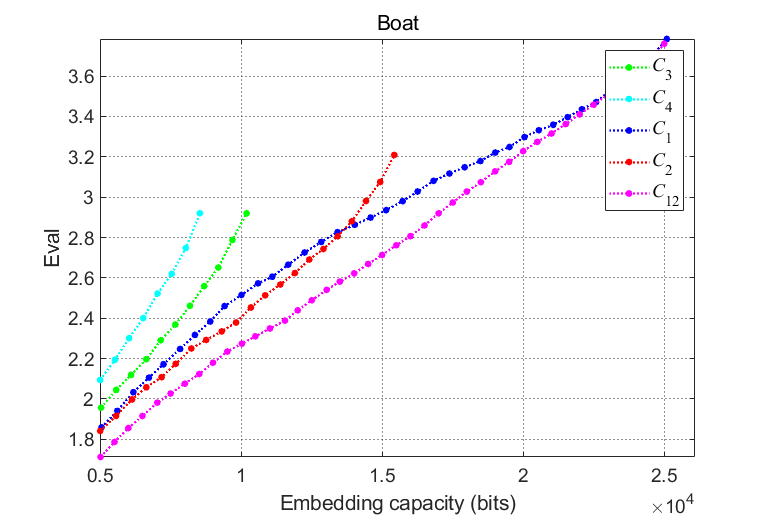 Boat
3.6
3.4
3.2
3
2.8
2.6
2.4
2.2
2
1.8
Eval
C3
C4
C1
C2
C12
0.5 1 1.5 2 2.5
Embedding capacity (bits)
×10^4